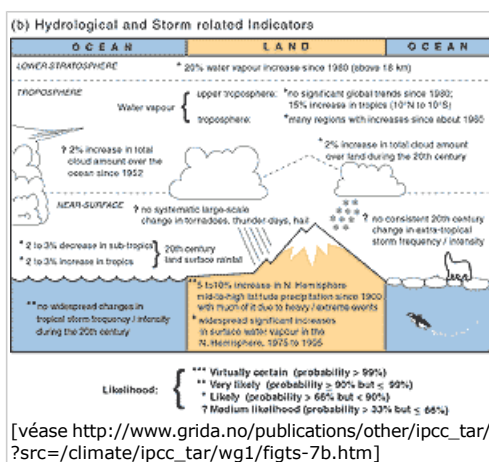 (b) Hydrological and Storm related Indicators
OCEAN LAND OCEAN
LOWER STRATOSPHERE * 20% water vapour increase since 1980 (above 18 km)
TROPOSPHERE
Water vapour
upper troposphere: * no significant global trends since 1980;
15% increase in tropics (10°N to 10°S)
troposphere: * many regions with increases since about 1960
? 2% increase in total
cloud amount over the
ocean since 1952
* 2% increase in total cloud amount
over land during the 20th century
NEAR-SURFACE
? no systematic large-scale
change in tornadoes, thunder days, hail
? no consistent 20th century
change in extra-tropical
storm frequency / intensity
* 2 to 3% decrease in sub-tropics
* 2 to 3% increase in tropics
20th century
land surface rainfall
** no widespread changes in
tropical storm frequency / intensity
during the 20th century
** 5 to 10% increase in N. Hemisphere
mid-to-high latitude precipitation since 1900
with much of it due to heavy / extreme events
* widespread significant increases
in surface water vapour in the
N. Hemisphere, 1975 to 1995
Likelihood:
*** Virtually certain (probability > 99%)
** Very likely (probability ≥ 90% but ≤ 99%)
* Likely (probability > 66% but < 90%)
? Medium likelihood (probability > 33% but ≤ 66%)
[véase http://www.grida.no/publications/other/ipcc_tar/
?src=/climate/ipcc_tar/wg1/figts-7b.htm]